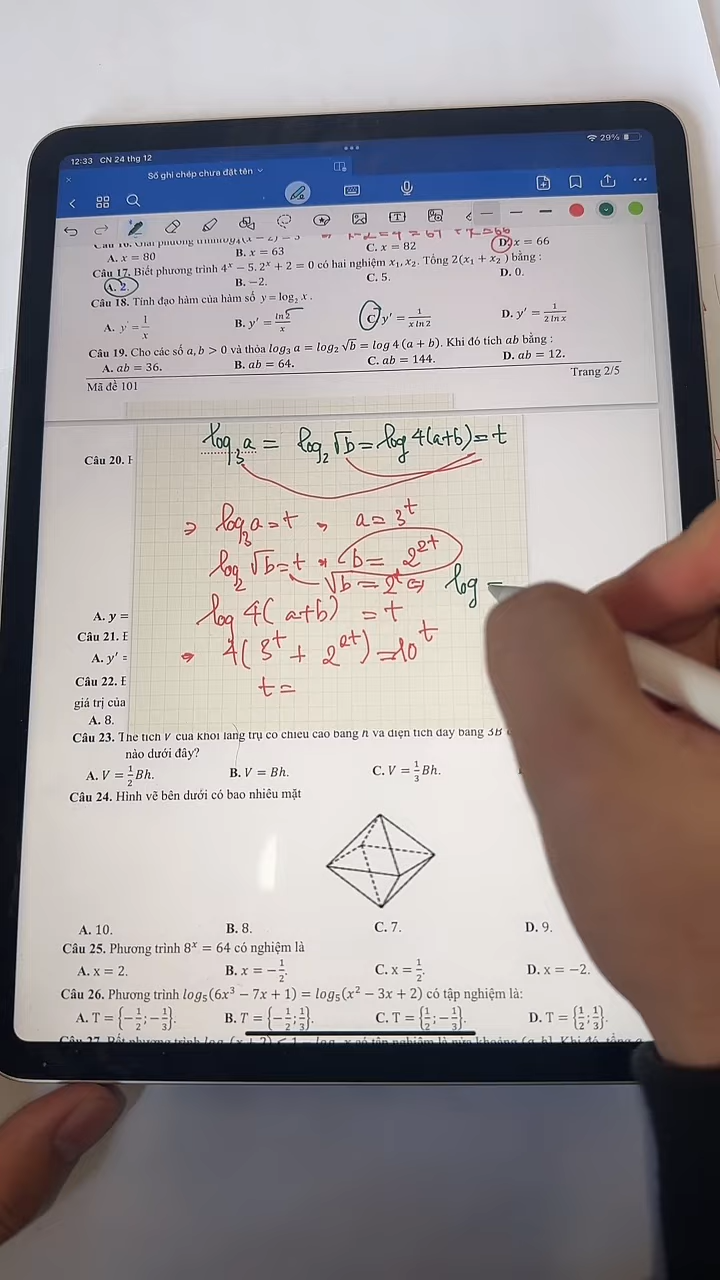 12:33 CN 24 thg 12
29%
Sổ ghi chép chưa đặt tên
A. x = 80 B. x = 63 C. x = 82 D. x = 66
Câu 17. Biết phương trình 4ˣ − 5. 2ˣ + 2 = 0 có hai nghiệm x₁, x₂. Tổng 2(x₁ + x₂) bằng :
A. 2. B. −2. C. 5. D. 0.
Câu 18. Tính đạo hàm của hàm số y = log₂ x .
A. y' = 1/x B. y' = ln2/x C. y' = 1/(x ln 2) D. y' = 1/(2 ln x)
Câu 19. Cho các số a, b > 0 và thỏa log₃ a = log₂ √b = log 4 (a + b). Khi đó tích ab bằng :
A. ab = 36. B. ab = 64. C. ab = 144. D. ab = 12.
Mã đề 101 Trang 2/5
log₃a = log₂√b = log 4(a+b) = t
Câu 20.
⇒ log₃a = t ⇒ a = 3ᵗ
log₂√b = t ⇒ b = 2²ᵗ
√b = 2ᵗ ⇒ log =
log 4(a+b) = t
A. y =
Câu 21.
⇒ 4(3ᵗ + 2²ᵗ) = 10ᵗ
A. y' =
Câu 22.
t =
giá trị của
A. 8.
Câu 23. Thể tích V của khối lăng trụ có chiều cao bằng h và diện tích đáy bằng 3B
nào dưới đây?
A. V = ½Bh. B. V = Bh. C. V = ⅓Bh.
Câu 24. Hình vẽ bên dưới có bao nhiêu mặt
A. 10. B. 8. C. 7. D. 9.
Câu 25. Phương trình 8ˣ = 64 có nghiệm là
A. x = 2. B. x = −½. C. x = ½. D. x = −2.
Câu 26. Phương trình log₅(6x³ − 7x + 1) = log₅(x² − 3x + 2) có tập nghiệm là:
A. T = {−½; −⅓}. B. T = {−½; ⅓}. C. T = {½; −⅓}. D. T = {½; ⅓}.